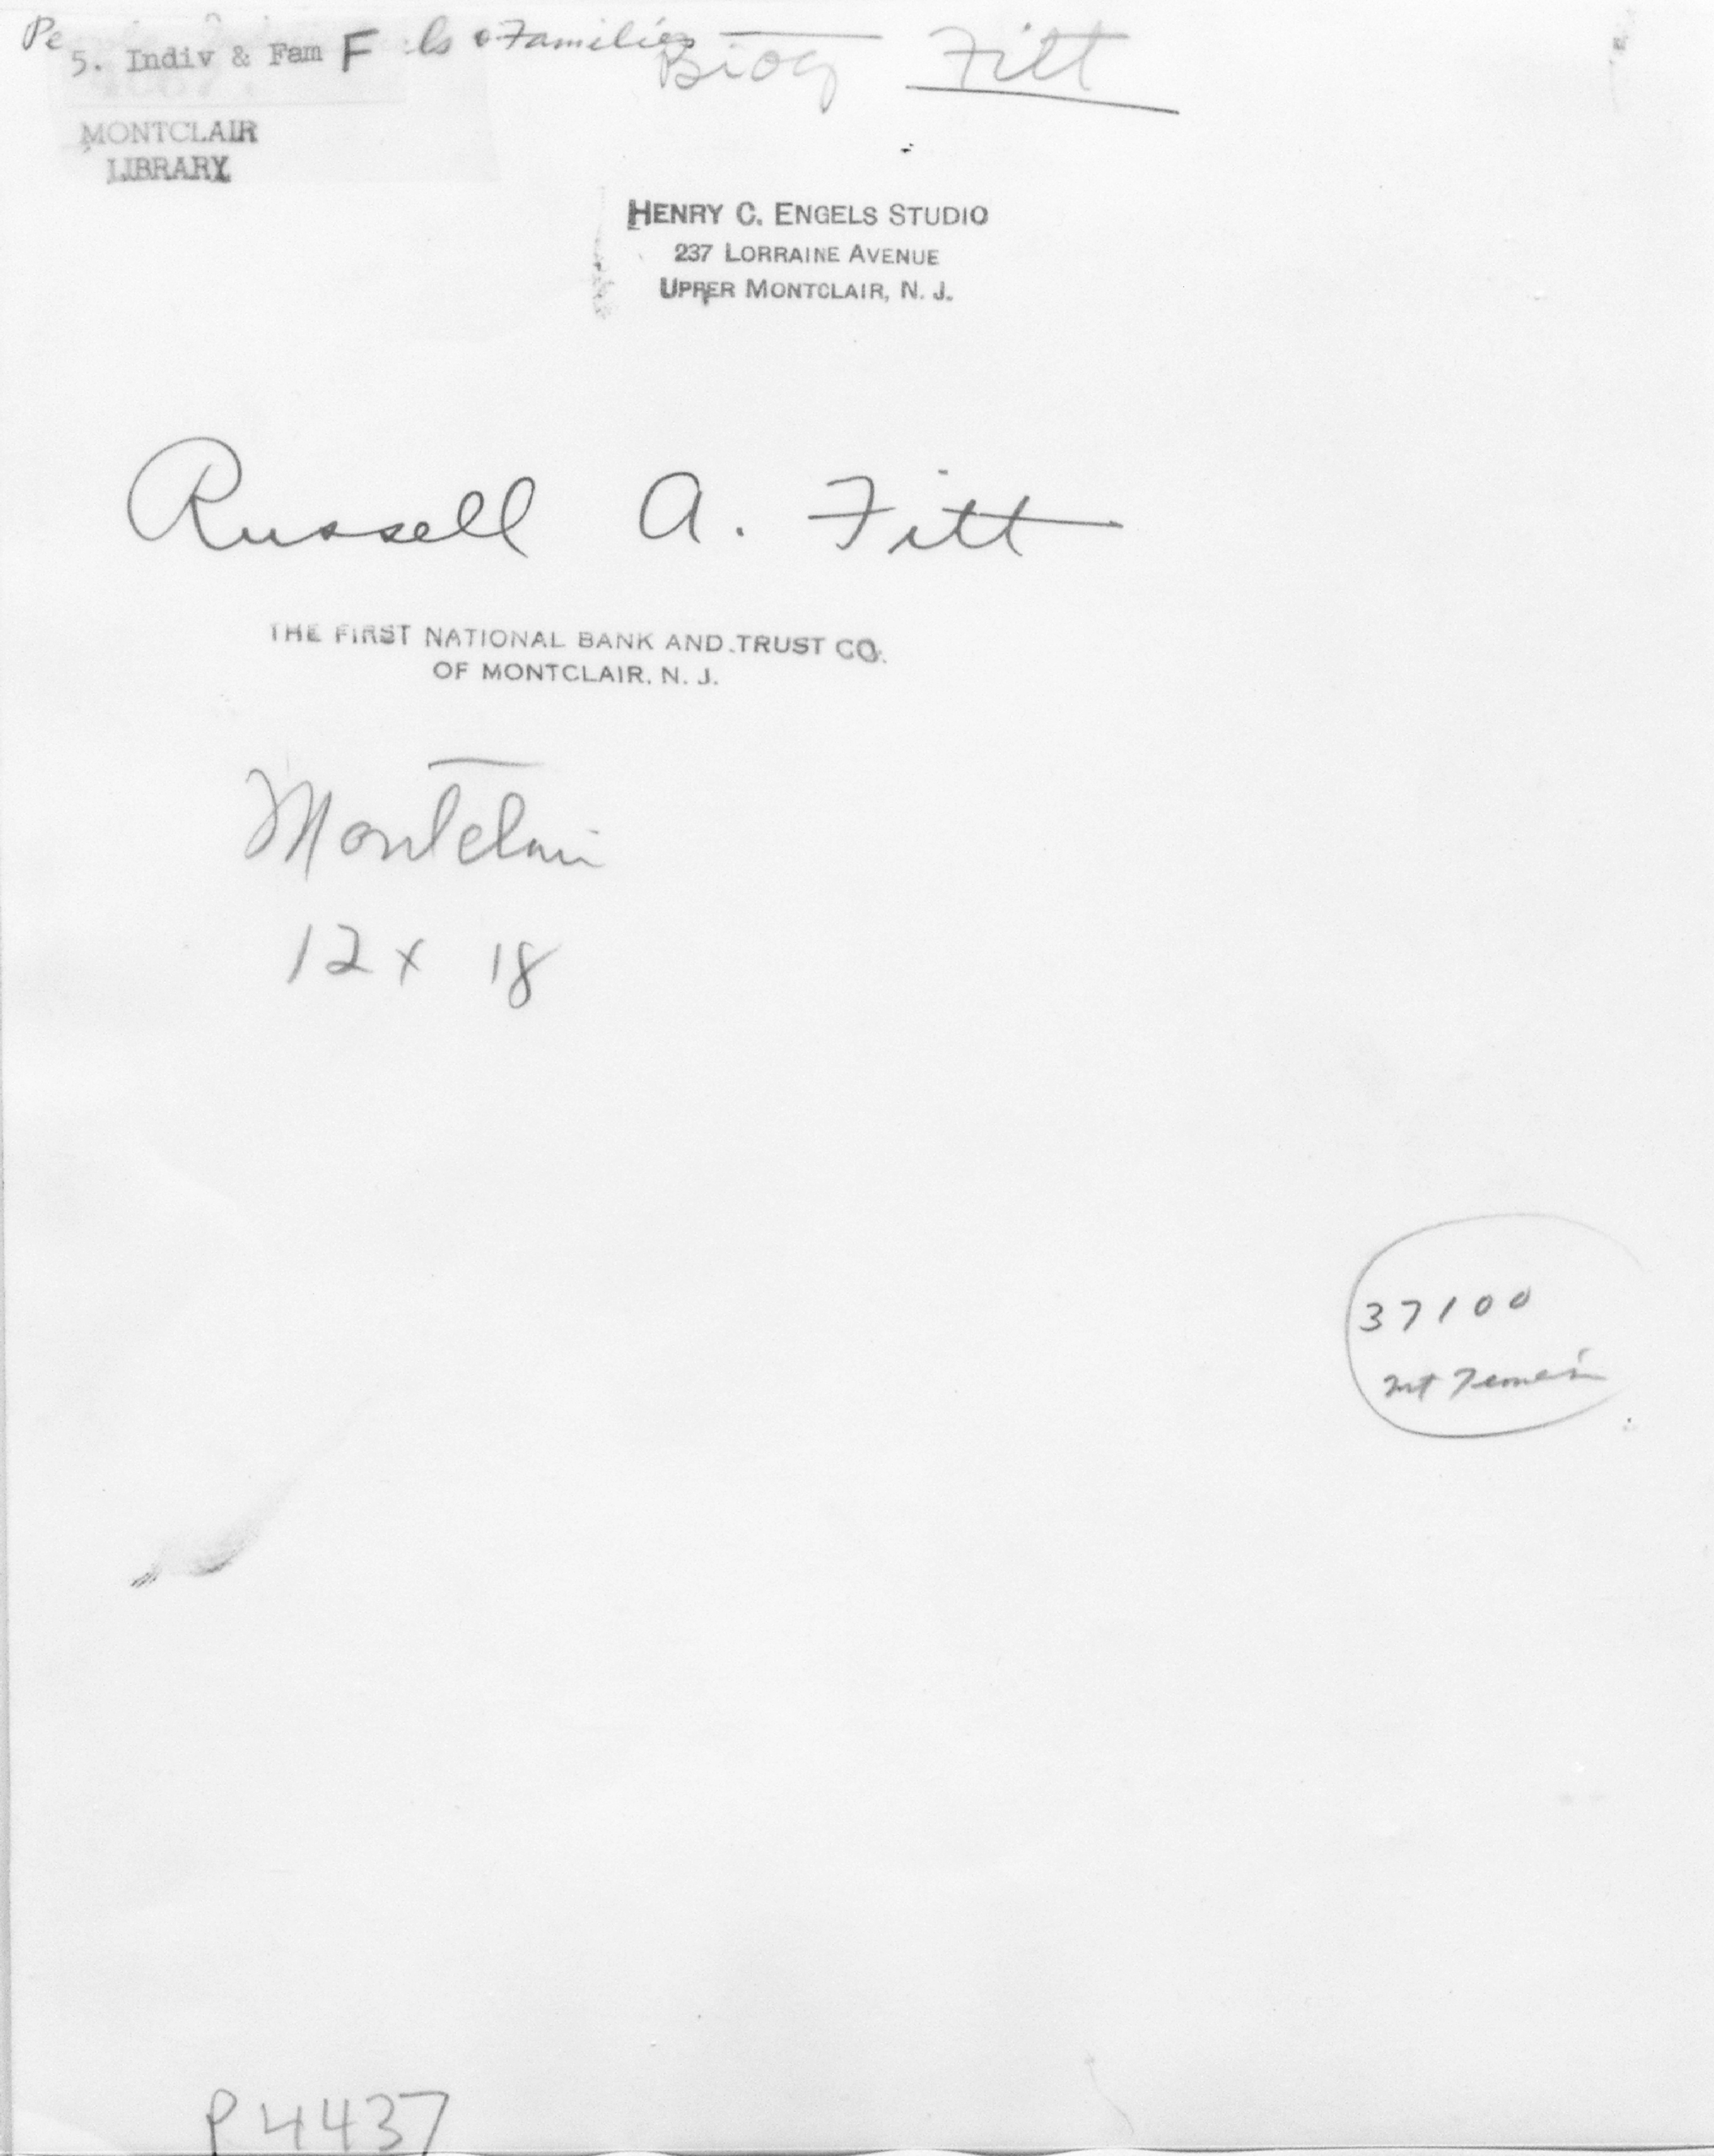 Pe 5. Indiv & Fam F ls & Families Biog Fitt
MONTCLAIR
LIBRARY
HENRY C. ENGELS STUDIO
237 LORRAINE AVENUE
UPPER MONTCLAIR, N. J.
Russell A. Fitt
THE FIRST NATIONAL BANK AND TRUST CO.
OF MONTCLAIR, N. J.
Montclair
12 x 18
37100
P4437